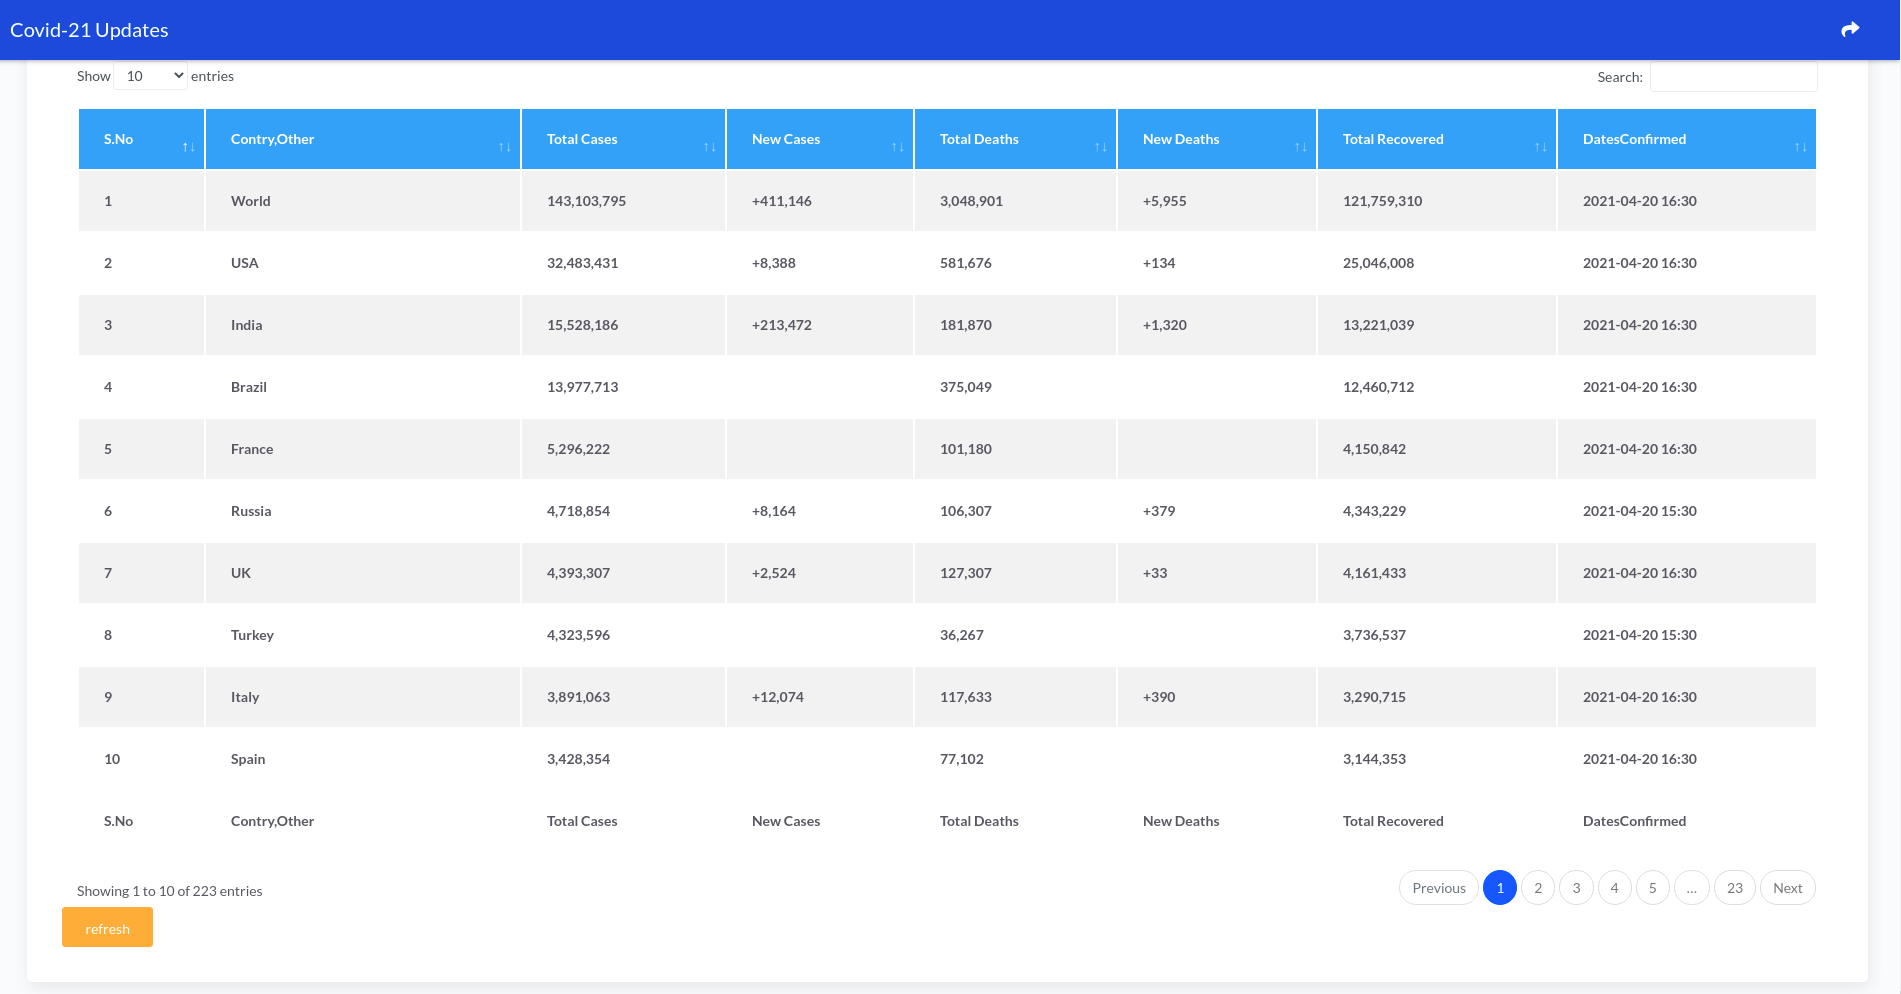 Covid-21 Updates
Show 10 entries Search:
S.No Contry,Other Total Cases New Cases Total Deaths New Deaths Total Recovered DatesConfirmed
1 World 143,103,795 +411,146 3,048,901 +5,955 121,759,310 2021-04-20 16:30
2 USA 32,483,431 +8,388 581,676 +134 25,046,008 2021-04-20 16:30
3 India 15,528,186 +213,472 181,870 +1,320 13,221,039 2021-04-20 16:30
4 Brazil 13,977,713 375,049 12,460,712 2021-04-20 16:30
5 France 5,296,222 101,180 4,150,842 2021-04-20 16:30
6 Russia 4,718,854 +8,164 106,307 +379 4,343,229 2021-04-20 15:30
7 UK 4,393,307 +2,524 127,307 +33 4,161,433 2021-04-20 16:30
8 Turkey 4,323,596 36,267 3,736,537 2021-04-20 15:30
9 Italy 3,891,063 +12,074 117,633 +390 3,290,715 2021-04-20 16:30
10 Spain 3,428,354 77,102 3,144,353 2021-04-20 16:30
S.No Contry,Other Total Cases New Cases Total Deaths New Deaths Total Recovered DatesConfirmed
Showing 1 to 10 of 223 entries Previous 1 2 3 4 5 ... 23 Next
refresh